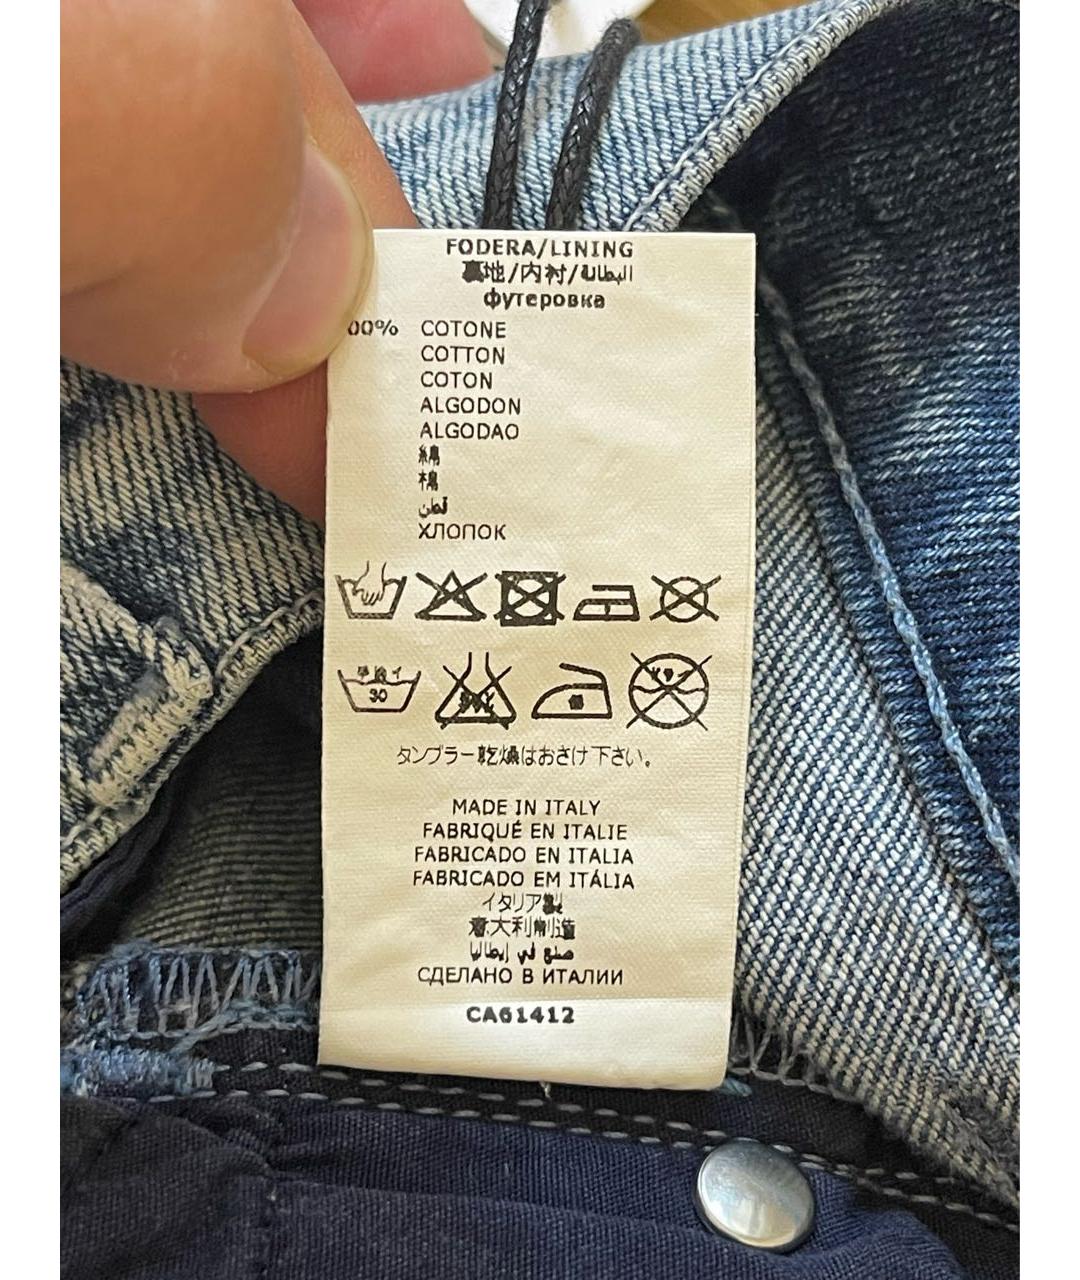 FODERA/LINING
裏地/内衬/البطانة
футеровка
00% COTONE
COTTON
COTON
ALGODON
ALGODAO
綿
棉
قطن
ХЛОПОК
手洗イ
30
タンブラー乾燥はおさけ下さい。
MADE IN ITALY
FABRIQUÉ EN ITALIE
FABRICADO EN ITALIA
FABRICADO EM ITÁLIA
イタリア製
意大利制造
صنع في إيطاليا
СДЕЛАНО В ИТАЛИИ
CA61412